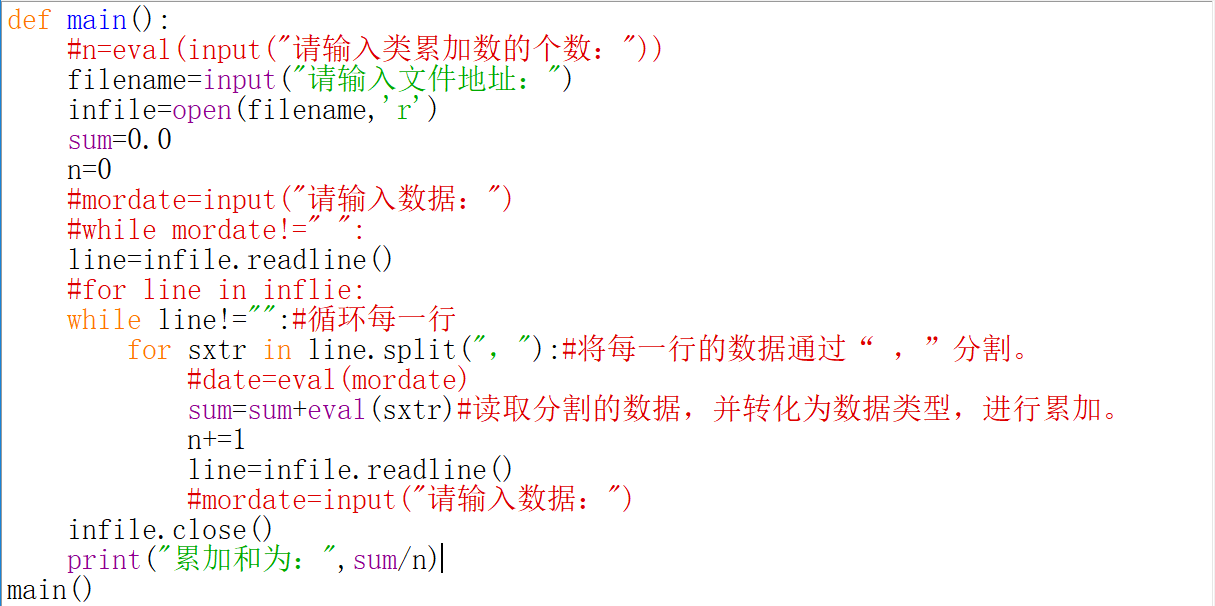 def main():
    #n=eval(input("请输入类累加数的个数："))
    filename=input("请输入文件地址：")
    infile=open(filename,'r')
    sum=0.0
    n=0
    #mordate=input("请输入数据：")
    #while mordate!=" ":
    line=infile.readline()
    #for line in inflie:
    while line!="":#循环每一行
        for sxtr in line.split("，"):#将每一行的数据通过“ ，”分割。
            #date=eval(mordate)
            sum=sum+eval(sxtr)#读取分割的数据，并转化为数据类型，进行累加。
            n+=1
            line=infile.readline()
            #mordate=input("请输入数据：")
    infile.close()
    print("累加和为：",sum/n)
main()